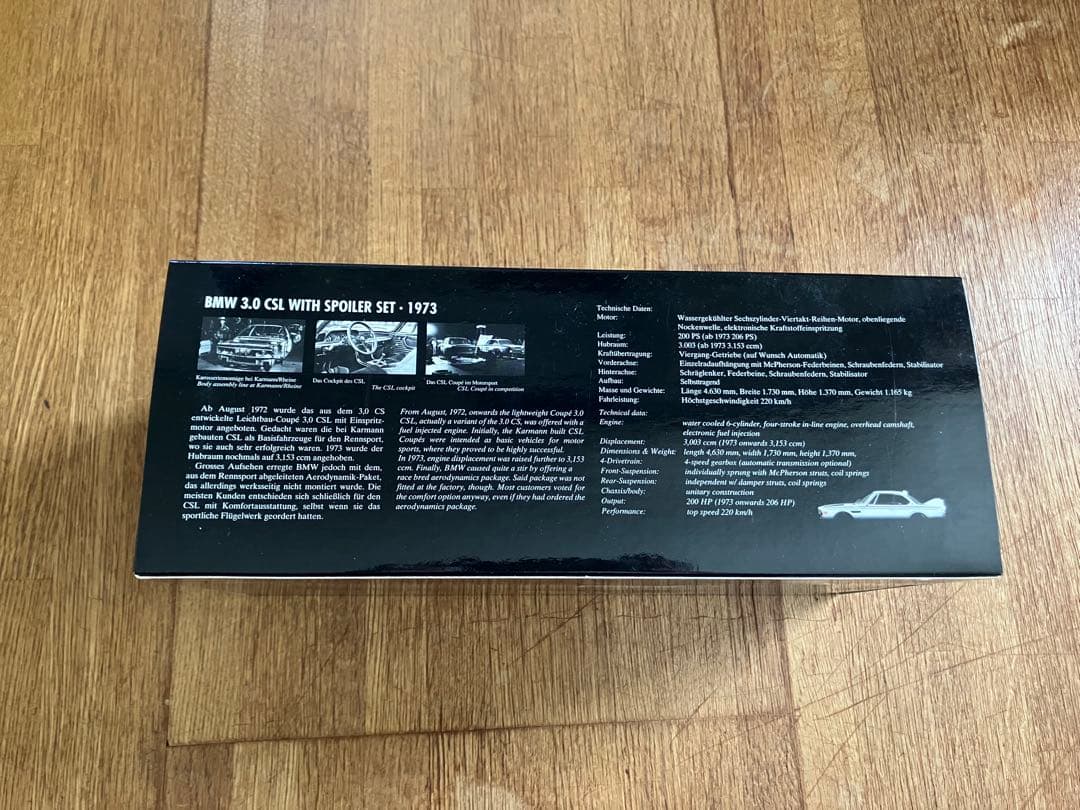 BMW 3.0 CSL WITH SPOILER SET · 1973
Karosseriemontage bei Karmann/Rheine
Body assembly line at Karmann/Rheine
Das Cockpit des CSL
The CSL cockpit
Das CSL Coupé im Motorsport
CSL Coupé in competition
Ab August 1972 wurde das aus dem 3,0 CS
entwickelte Leichtbau-Coupé 3,0 CSL mit Einspritz-
motor angeboten. Gedacht waren die bei Karmann
gebauten CSL als Basisfahrzeuge für den Rennsport,
wo sie auch sehr erfolgreich waren. 1973 wurde der
Hubraum nochmals auf 3,153 ccm angehoben.
Grosses Aufsehen erregte BMW jedoch mit dem,
aus dem Rennsport abgeleiteten Aerodynamik-Paket,
das allerdings werksseitig nicht montiert wurde. Die
meisten Kunden entschieden sich schließlich für den
CSL mit Komfortausstattung, selbst wenn sie das
sportliche Flügelwerk geordert hatten.
From August, 1972, onwards the lightweight Coupé 3.0
CSL, actually a variant of the 3.0 CS, was offered with a
fuel injected engine. Initially, the Karmann built CSL
Coupés were intended as basic vehicles for motor
sports, where they proved to be highly successful.
In 1973, engine displacement was raised further to 3,153
ccm. Finally, BMW caused quite a stir by offering a
race bred aerodynamics package. Said package was not
fitted at the factory, though. Most customers voted for
the comfort option anyway, even if they had ordered the
aerodynamics package.
Technische Daten:
Motor: Wassergekühlter Sechszylinder-Viertakt-Reihen-Motor, obenliegende
Nockenwelle, elektronische Kraftstoffeinspritzung
Leistung: 200 PS (ab 1973 206 PS)
Hubraum: 3.003 (ab 1973 3.153 ccm)
Kraftübertragung: Viergang-Getriebe (auf Wunsch Automatik)
Vorderachse: Einzelradaufhängung mit McPherson-Federbeinen, Schraubenfedern, Stabilisator
Hinterachse: Schräglenker, Federbeine, Schraubenfedern, Stabilisator
Aufbau: Selbsttragend
Masse und Gewichte: Länge 4.630 mm, Breite 1.730 mm, Höhe 1.370 mm, Gewicht 1.165 kg
Fahrleistung: Höchstgeschwindigkeit 220 km/h
Technical data:
Engine: water cooled 6-cylinder, four-stroke in-line engine, overhead camshaft,
electronic fuel injection
Displacement: 3,003 ccm (1973 onwards 3,153 ccm)
Dimensions & Weight: length 4,630 mm, width 1,730 mm, height 1,370 mm,
4-Drivetrain: 4-speed gearbox (automatic transmission optional)
Front-Suspension: individually sprung with McPherson struts, coil springs
Rear-Suspension: independent w/ damper struts, coil springs
Chassis/body: unitary construction
Output: 200 HP (1973 onwards 206 HP)
Performance: top speed 220 km/h